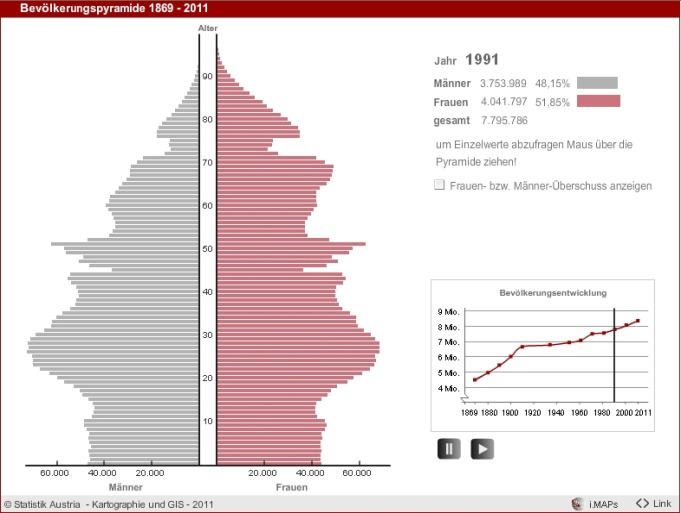 Bevölkerungspyramide 1869 - 2011
Alter
90
80
70
60
50
40
30
20
10
60.000 40.000 20.000
20.000 40.000 60.000
Männer
Frauen
Jahr 1991
Männer 3.753.989 48,15%
Frauen 4.041.797 51,85%
gesamt 7.795.786
um Einzelwerte abzufragen Maus über die
Pyramide ziehen!
Frauen- bzw. Männer-Überschuss anzeigen
Bevölkerungsentwicklung
9 Mio.
8 Mio.
7 Mio.
6 Mio.
5 Mio.
4 Mio.
1869 1880 1900 1920 1940 1960 1980 2000 2011
© Statistik Austria - Kartographie und GIS - 2011
i.MAPs
Link